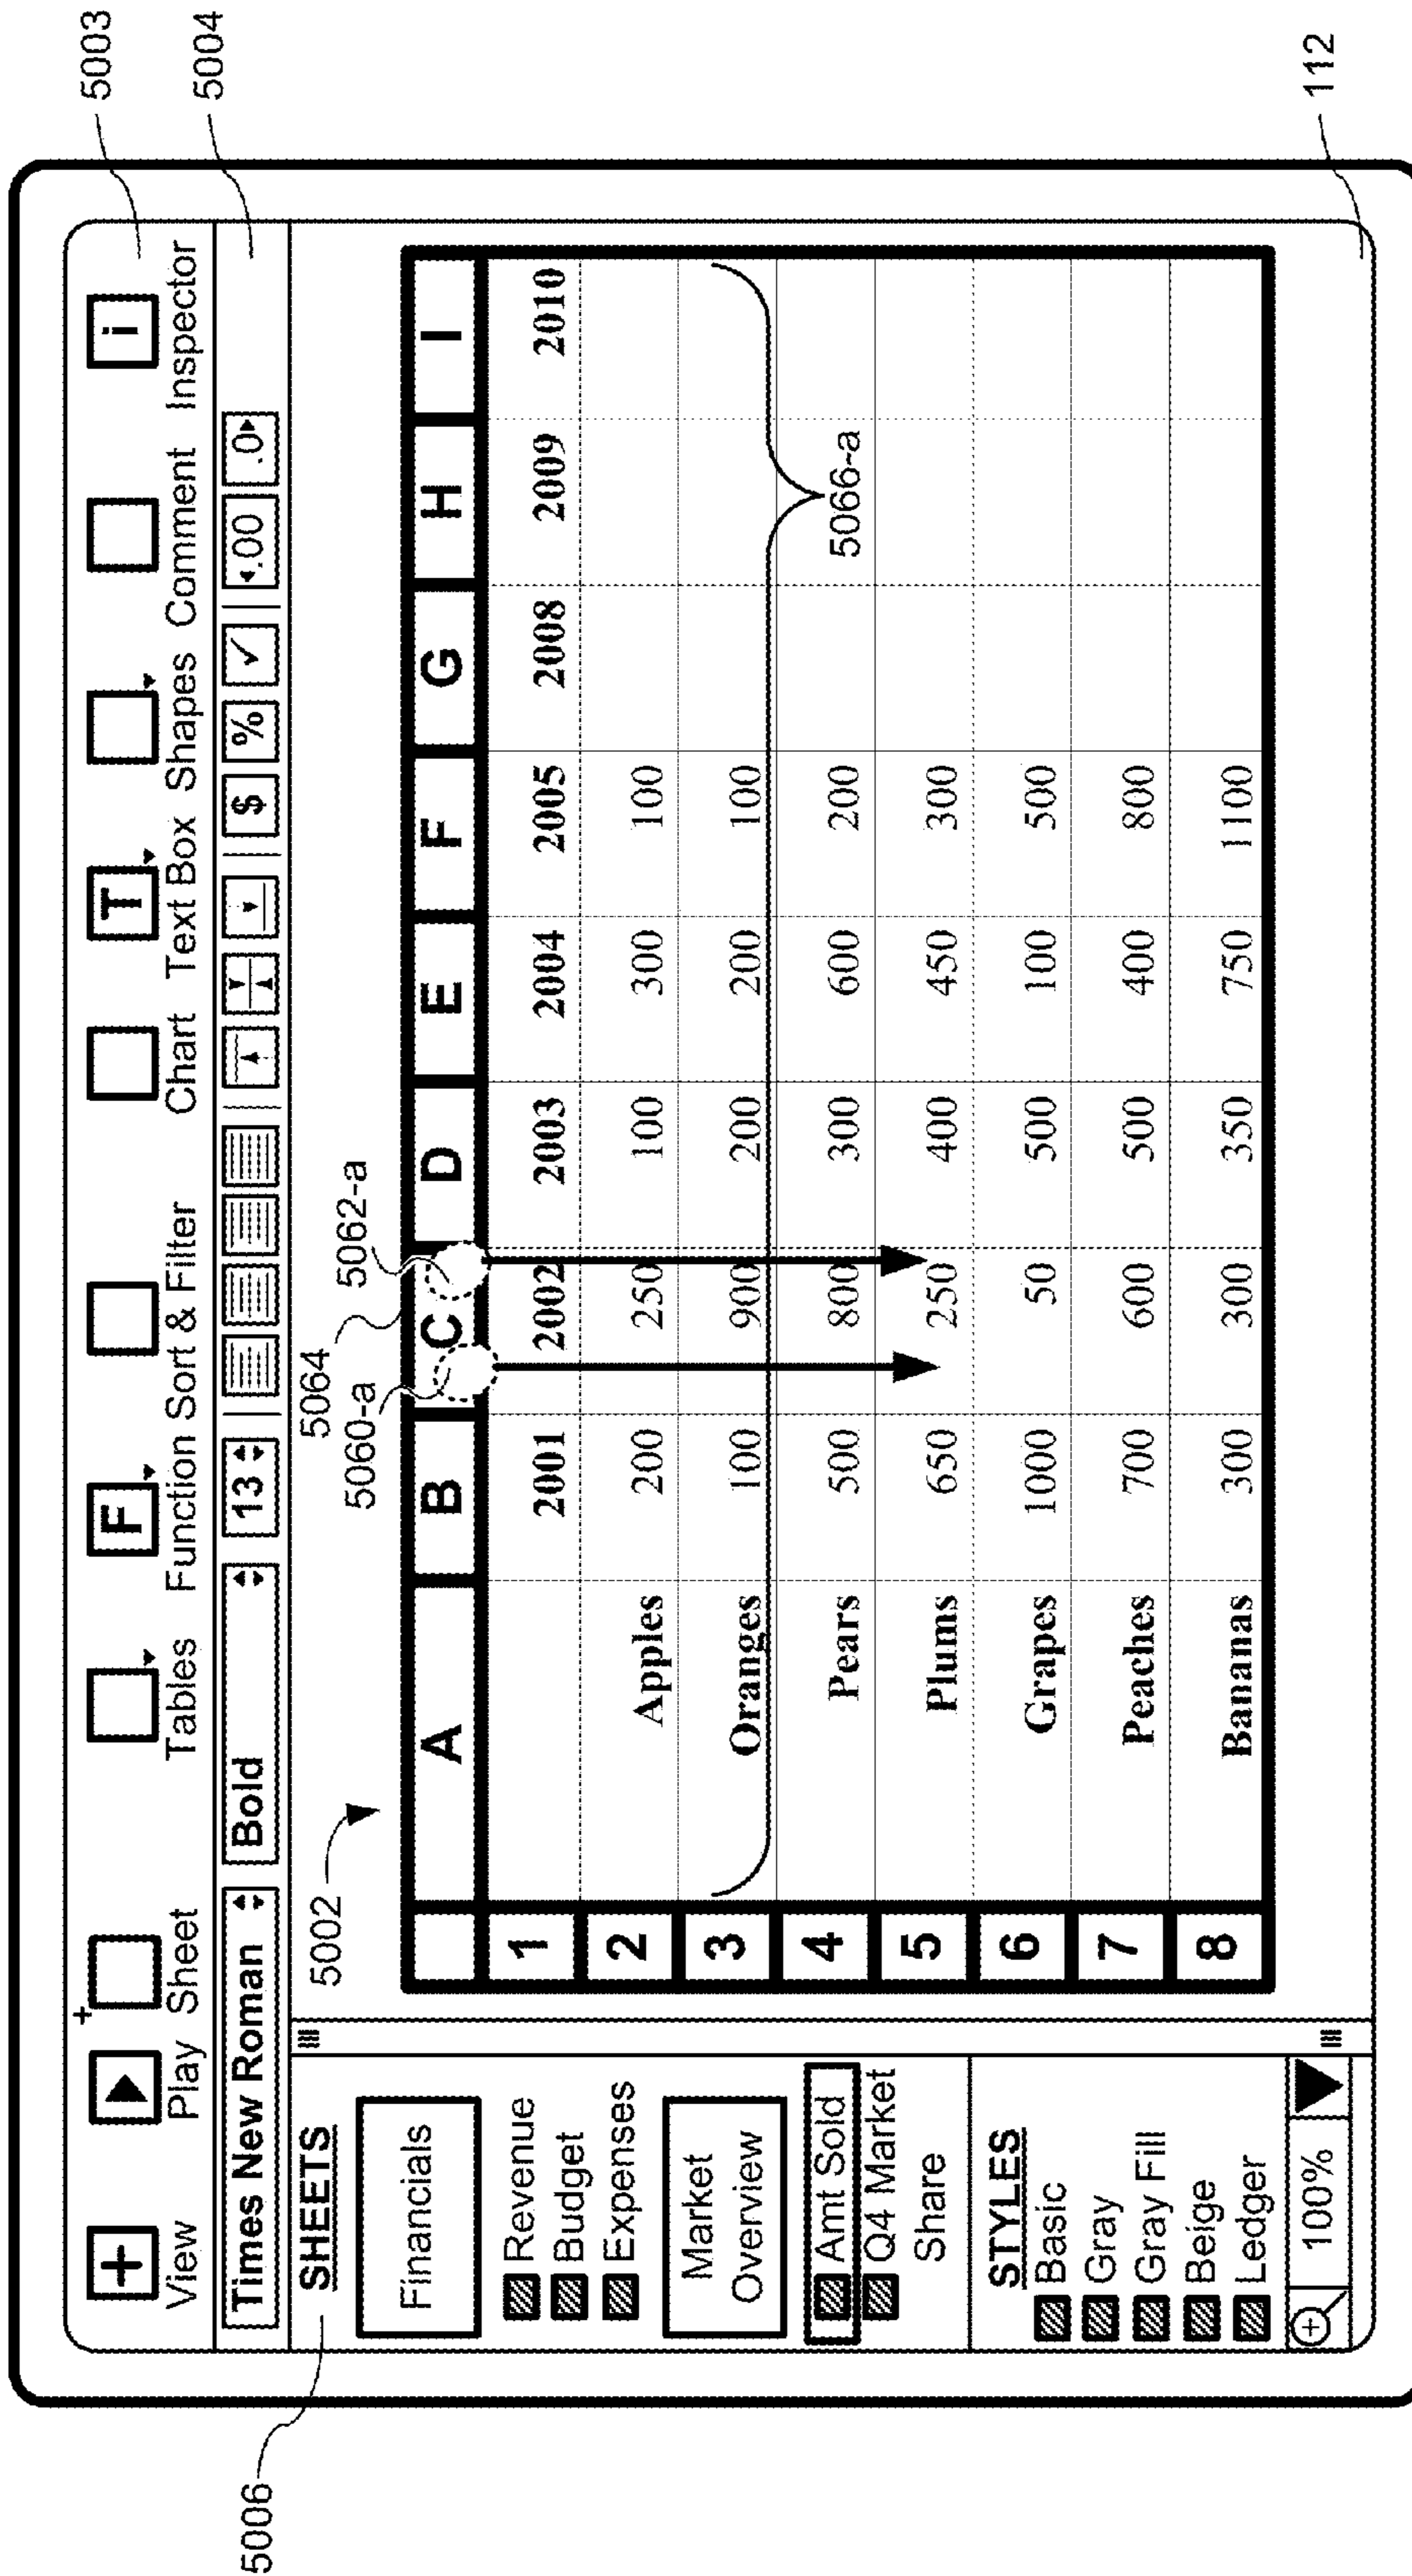 5003
View Play Sheet Tables Function Sort & Filter Chart Text Box Shapes Comment Inspector
+ + F T i
5004
Times New Roman Bold 13 $ % ✓ .00 .0
5006
SHEETS
Financials
Revenue
Budget
Expenses
Market
Overview
Amt Sold
Q4 Market
Share
STYLES
Basic
Gray
Gray Fill
Beige
Ledger
100%
5002
5064
5060-a
5062-a
A B C D E F G H I
1 2001 2002 2003 2004 2005 2008 2009 2010
2 Apples 200 250 100 300 100
3 Oranges 100 900 200 200 100
4 Pears 500 800 300 600 200
5 Plums 650 250 400 450 300
6 Grapes 1000 50 500 100 500
7 Peaches 700 600 500 400 800
8 Bananas 300 300 350 750 1100
5066-a
112